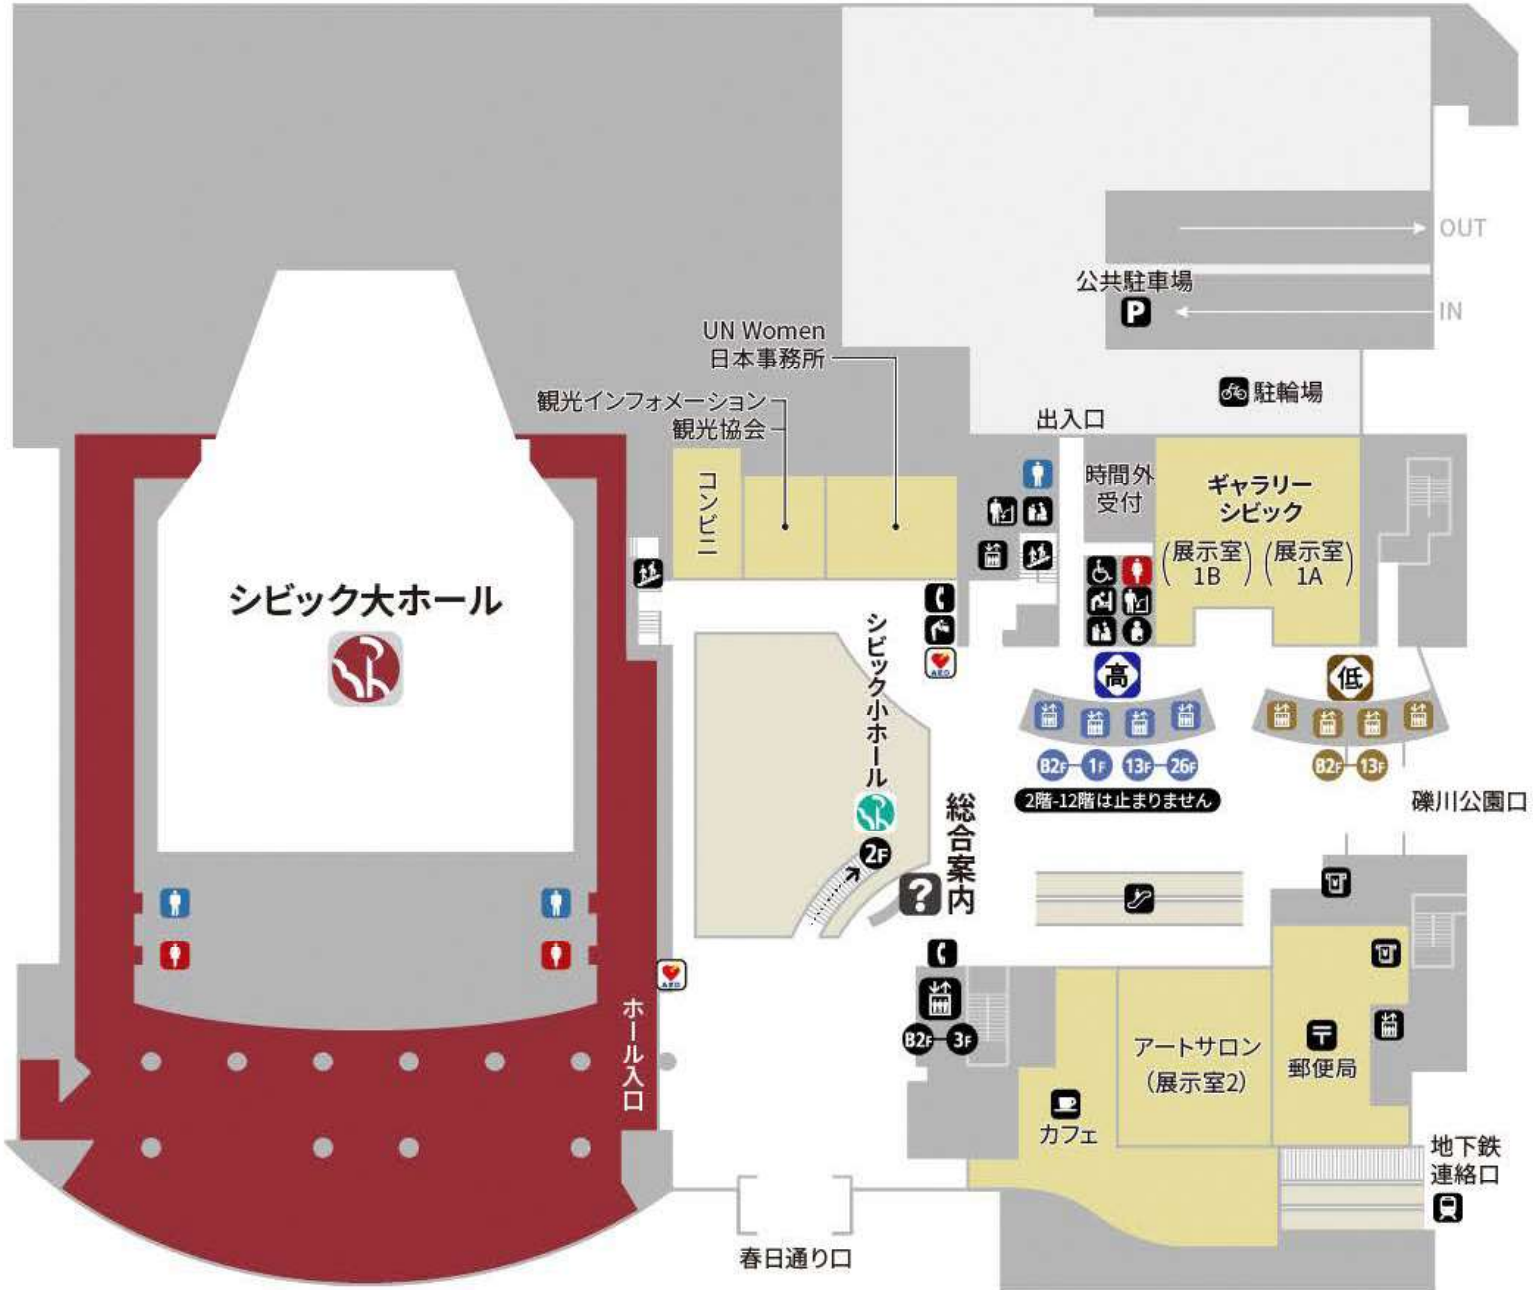 OUT
公共駐車場
P
IN
UN Women
日本事務所
観光インフォメーション
観光協会
駐輪場
出入口
コンビニ
時間外
受付
ギャラリー
シビック
(展示室1B)
(展示室1A)
シビック大ホール
シビック小ホール
AED
高
低
B2F
1F
13F
26F
B2F
13F
2階-12階は止まりません
礫川公園口
総合案内
2F
?
AED
ホール入口
B2F
3F
アートサロン
(展示室2)
〒
郵便局
カフェ
地下鉄
連絡口
春日通り口